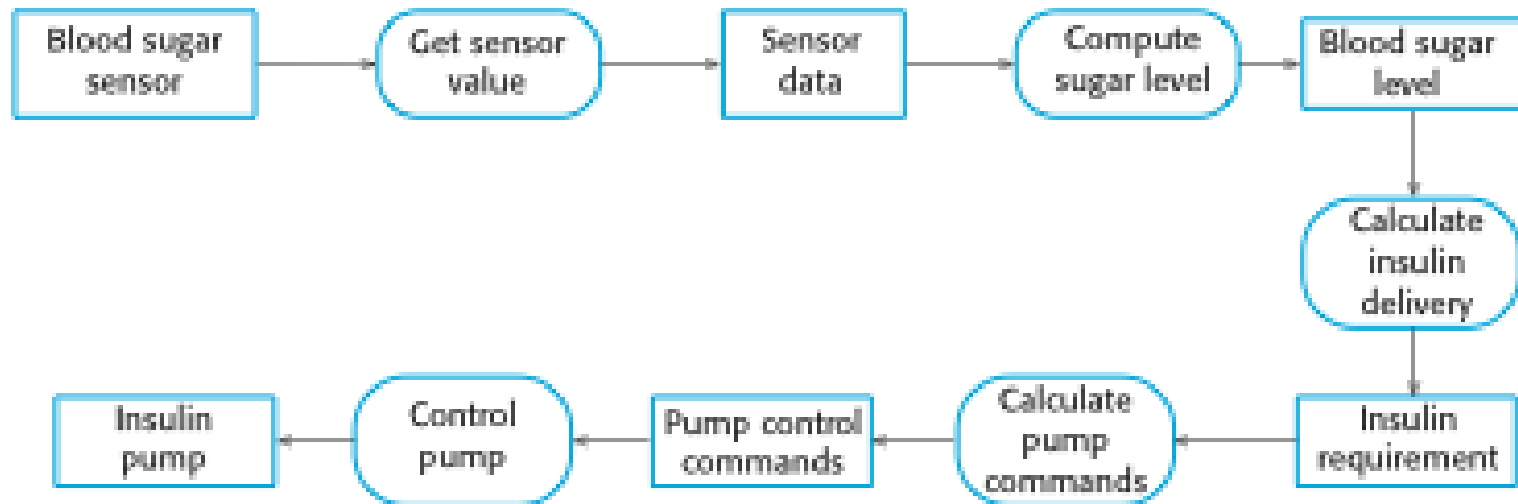 Blood sugar
sensor
Get sensor
value
Sensor
data
Compute
sugar level
Blood sugar
level
Calculate
insulin
delivery
Insulin
requirement
Calculate
pump
commands
Pump control
commands
Control
pump
Insulin
pump